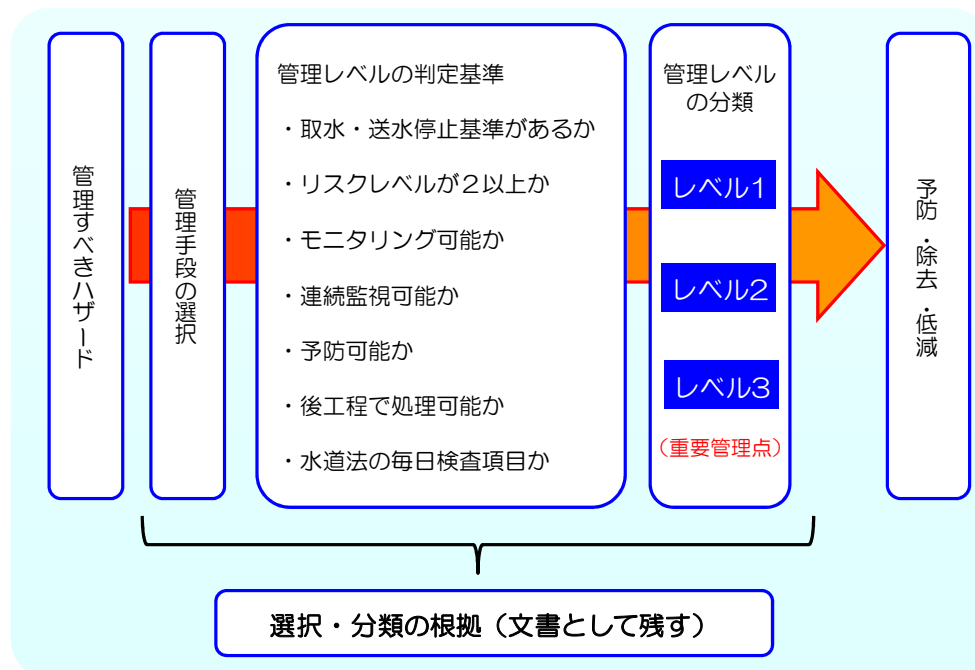 管理すべきハザード
管理手段の選択
管理レベルの判定基準
・取水・送水停止基準があるか
・リスクレベルが２以上か
・モニタリング可能か
・連続監視可能か
・予防可能か
・後工程で処理可能か
・水道法の毎日検査項目か
管理レベル
の分類
レベル1
レベル2
レベル3
（重要管理点）
予防・除去・低減
選択・分類の根拠（文書として残す）